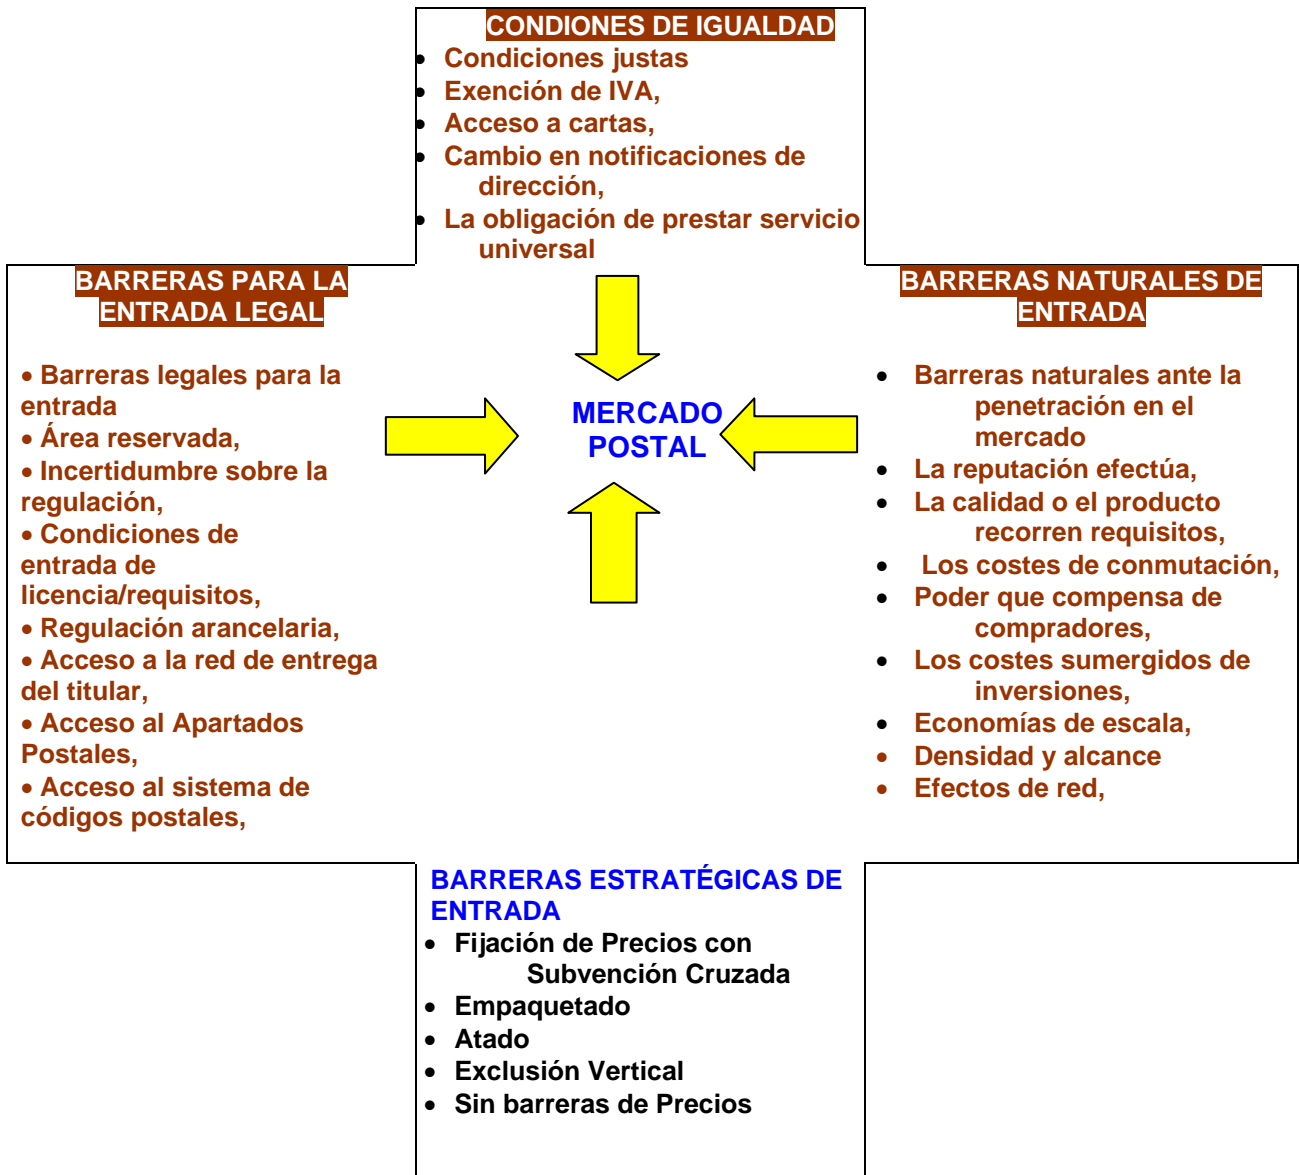 CONDIONES DE IGUALDAD
• Condiciones justas
• Exención de IVA,
• Acceso a cartas,
• Cambio en notificaciones de
dirección,
• La obligación de prestar servicio
universal
BARRERAS PARA LA
ENTRADA LEGAL
• Barreras legales para la
entrada
• Área reservada,
• Incertidumbre sobre la
regulación,
• Condiciones de
entrada de
licencia/requisitos,
• Regulación arancelaria,
• Acceso a la red de entrega
del titular,
• Acceso al Apartados
Postales,
• Acceso al sistema de
códigos postales,
MERCADO
POSTAL
BARRERAS NATURALES DE
ENTRADA
• Barreras naturales ante la
penetración en el
mercado
• La reputación efectúa,
• La calidad o el producto
recorren requisitos,
• Los costes de conmutación,
• Poder que compensa de
compradores,
• Los costes sumergidos de
inversiones,
• Economías de escala,
• Densidad y alcance
• Efectos de red,
BARRERAS ESTRATÉGICAS DE
ENTRADA
• Fijación de Precios con
Subvención Cruzada
• Empaquetado
• Atado
• Exclusión Vertical
• Sin barreras de Precios